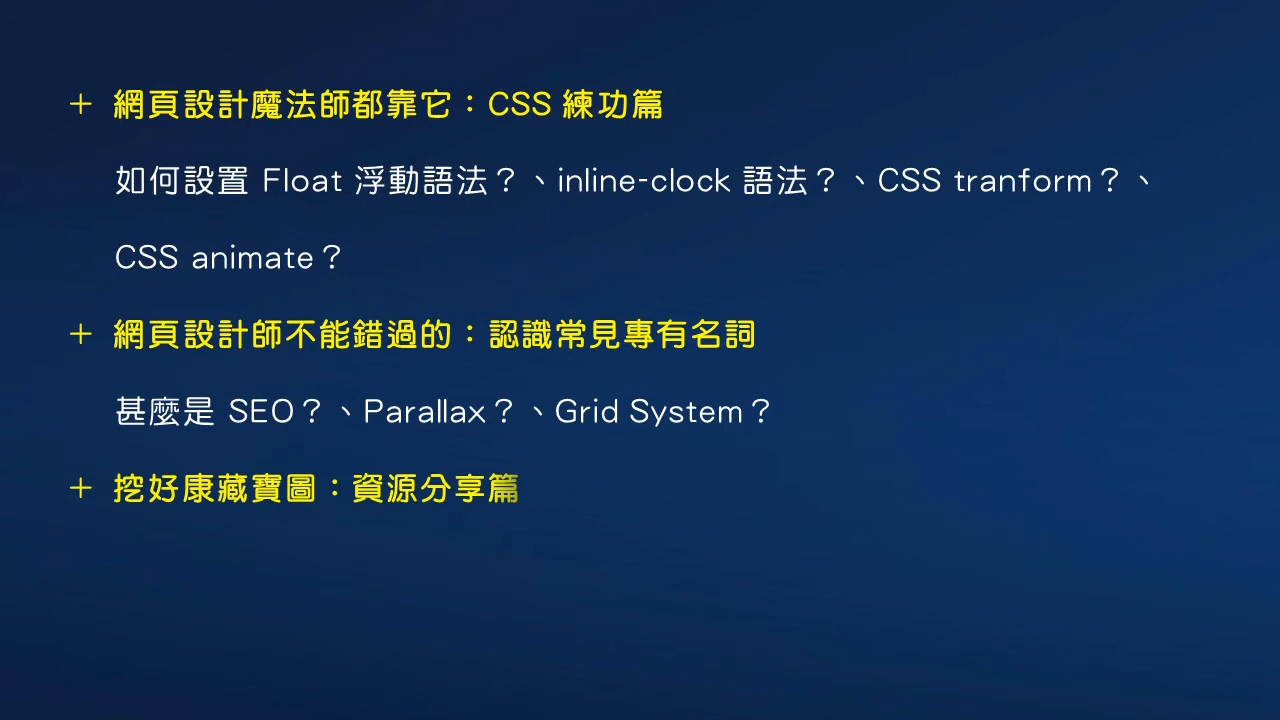 ＋ 網頁設計魔法師都靠它：CSS 練功篇
如何設置 Float 浮動語法？、inline-clock 語法？、CSS tranform？、
CSS animate？
＋ 網頁設計師不能錯過的：認識常見專有名詞
甚麼是 SEO？、Parallax？、Grid System？
＋ 挖好康藏寶圖：資源分享篇